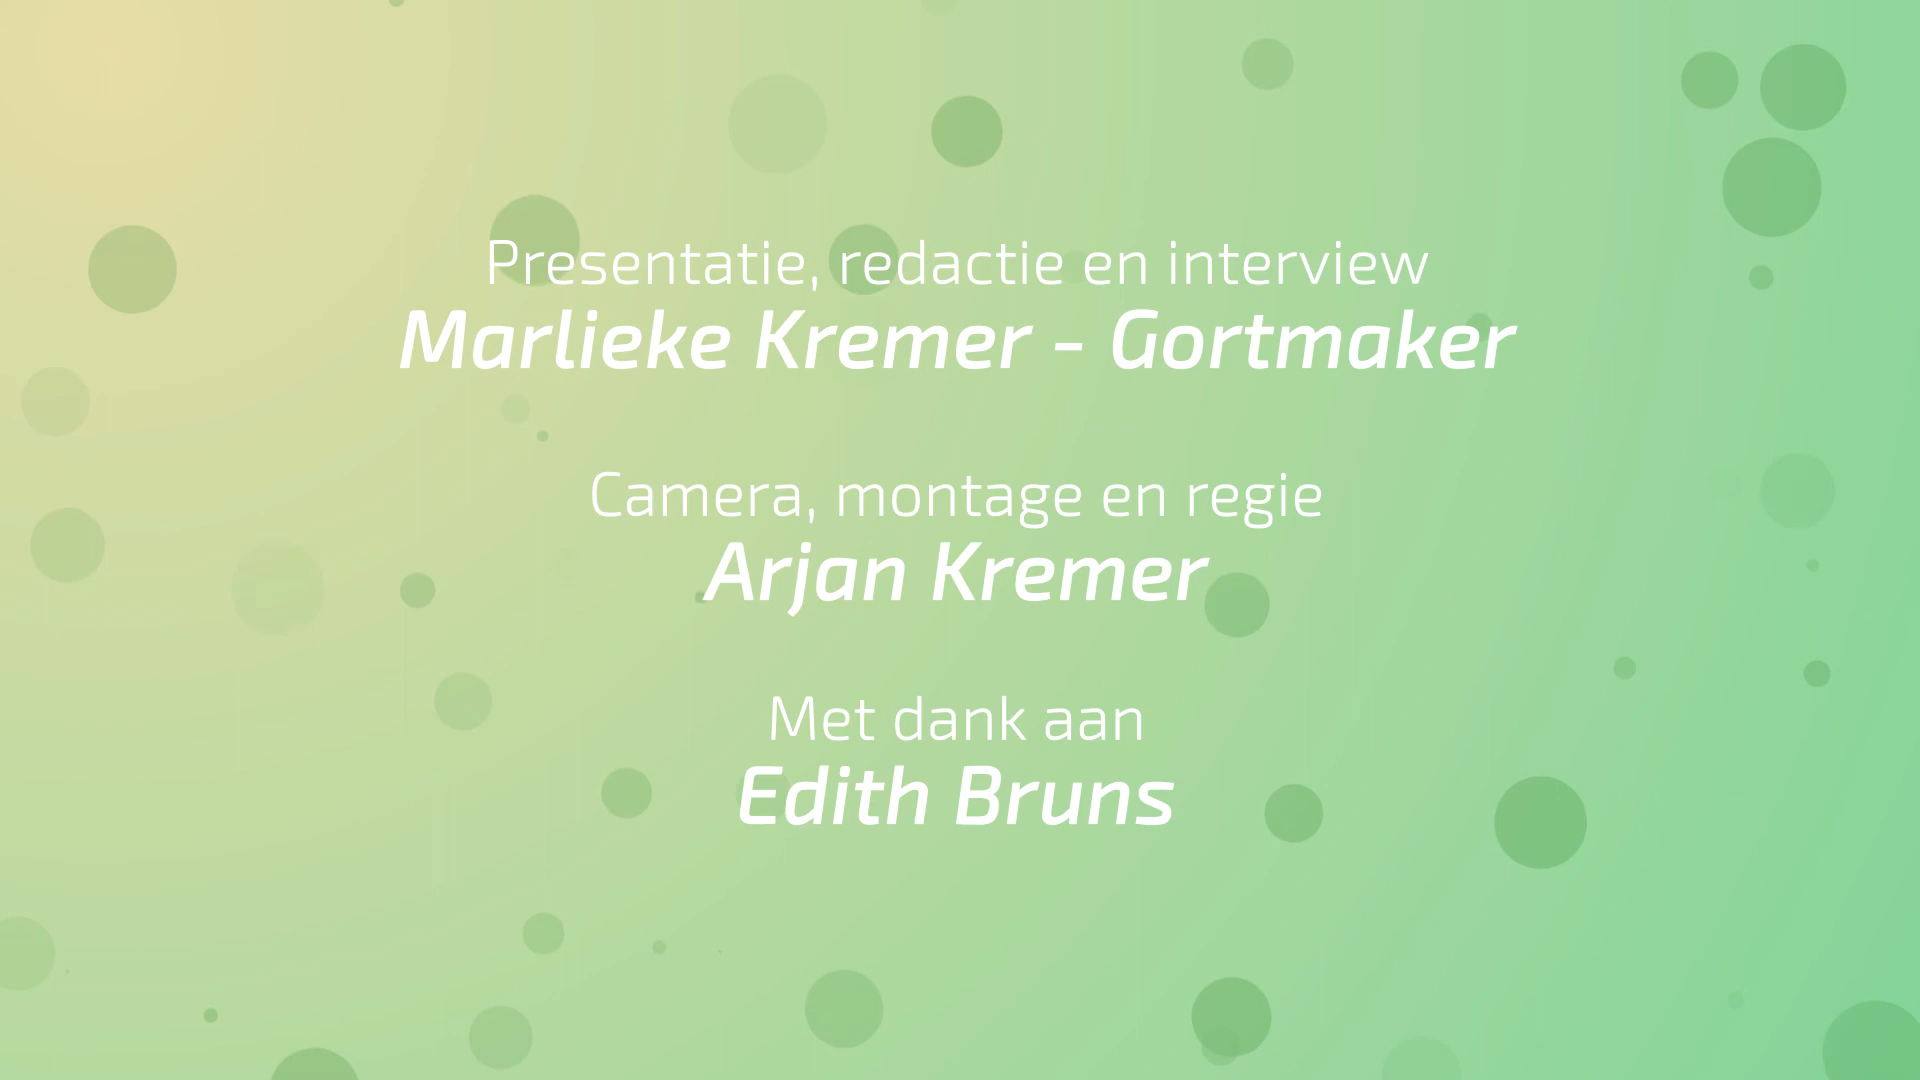 Presentatie, redactie en interview
Marlieke Kremer - Gortmaker
Camera, montage en regie
Arjan Kremer
Met dank aan
Edith Bruns